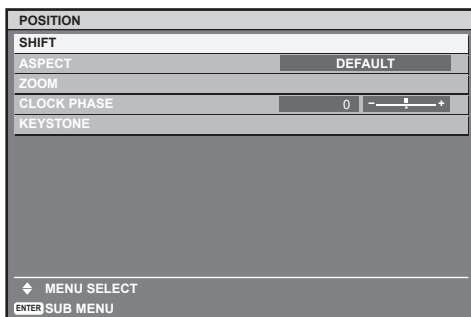 POSITION
SHIFT
ASPECT DEFAULT
ZOOM
CLOCK PHASE 0 - +
KEYSTONE
MENU SELECT
ENTER SUB MENU